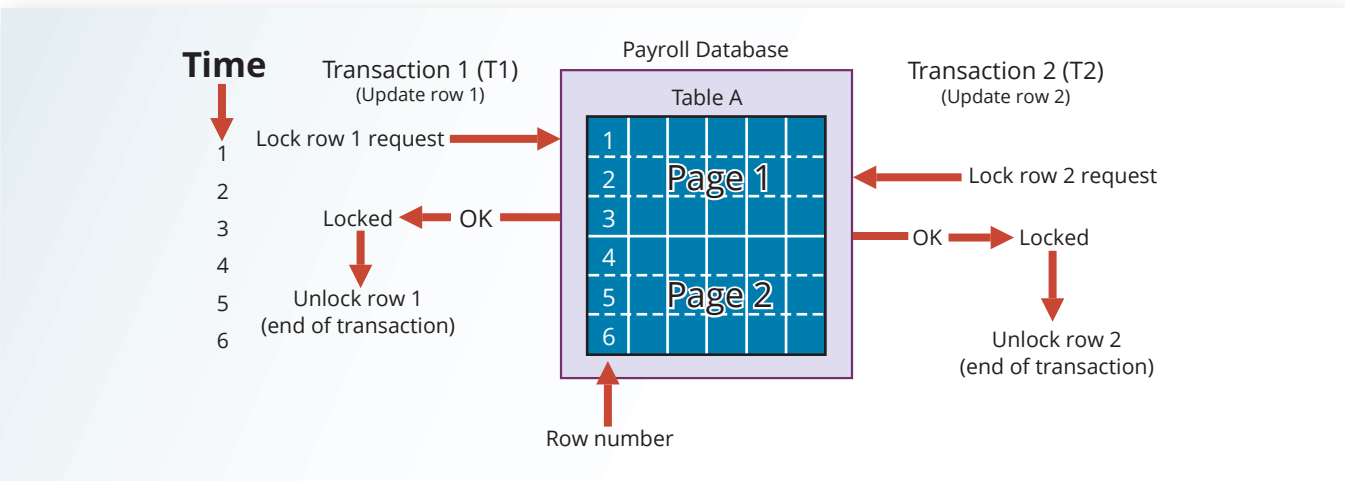 Payroll Database
Time
Transaction 1 (T1)
(Update row 1)
Table A
Transaction 2 (T2)
(Update row 2)
Lock row 1 request
1
2
3
4
5
6
1
2
3
4
5
6
Page 1
Page 2
Lock row 2 request
Locked
OK
OK
Locked
Unlock row 1
(end of transaction)
Unlock row 2
(end of transaction)
Row number